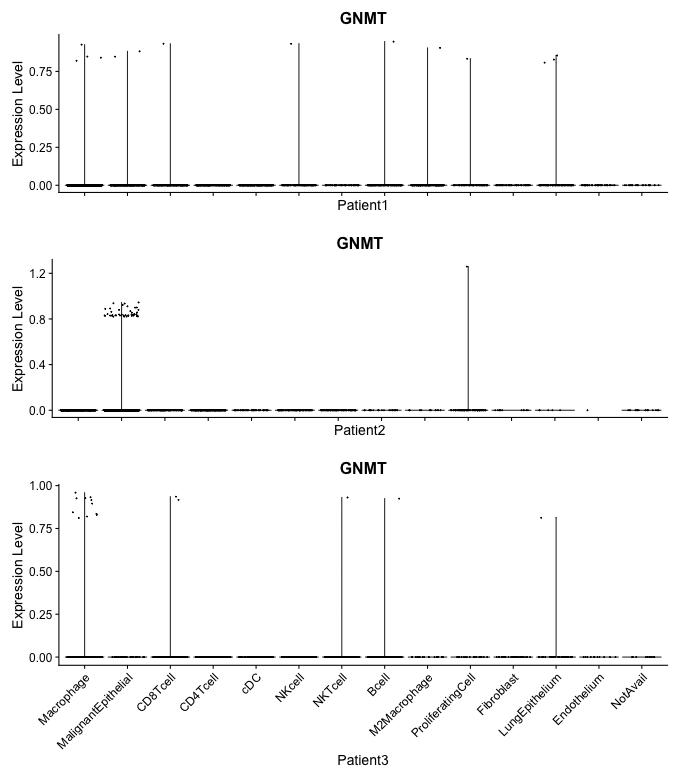 GNMT
Expression Level
0.75
0.50
0.25
0.00
Patient1
GNMT
Expression Level
1.2
0.8
0.4
0.0
Patient2
GNMT
Expression Level
1.00
0.75
0.50
0.25
0.00
Macrophage
MalignantEpithelial
CD8Tcell
CD4Tcell
cDC
NKcell
NKTcell
Bcell
M2Macrophage
ProliferatingCell
Fibroblast
LungEpithelium
Endothelium
NotAvail
Patient3